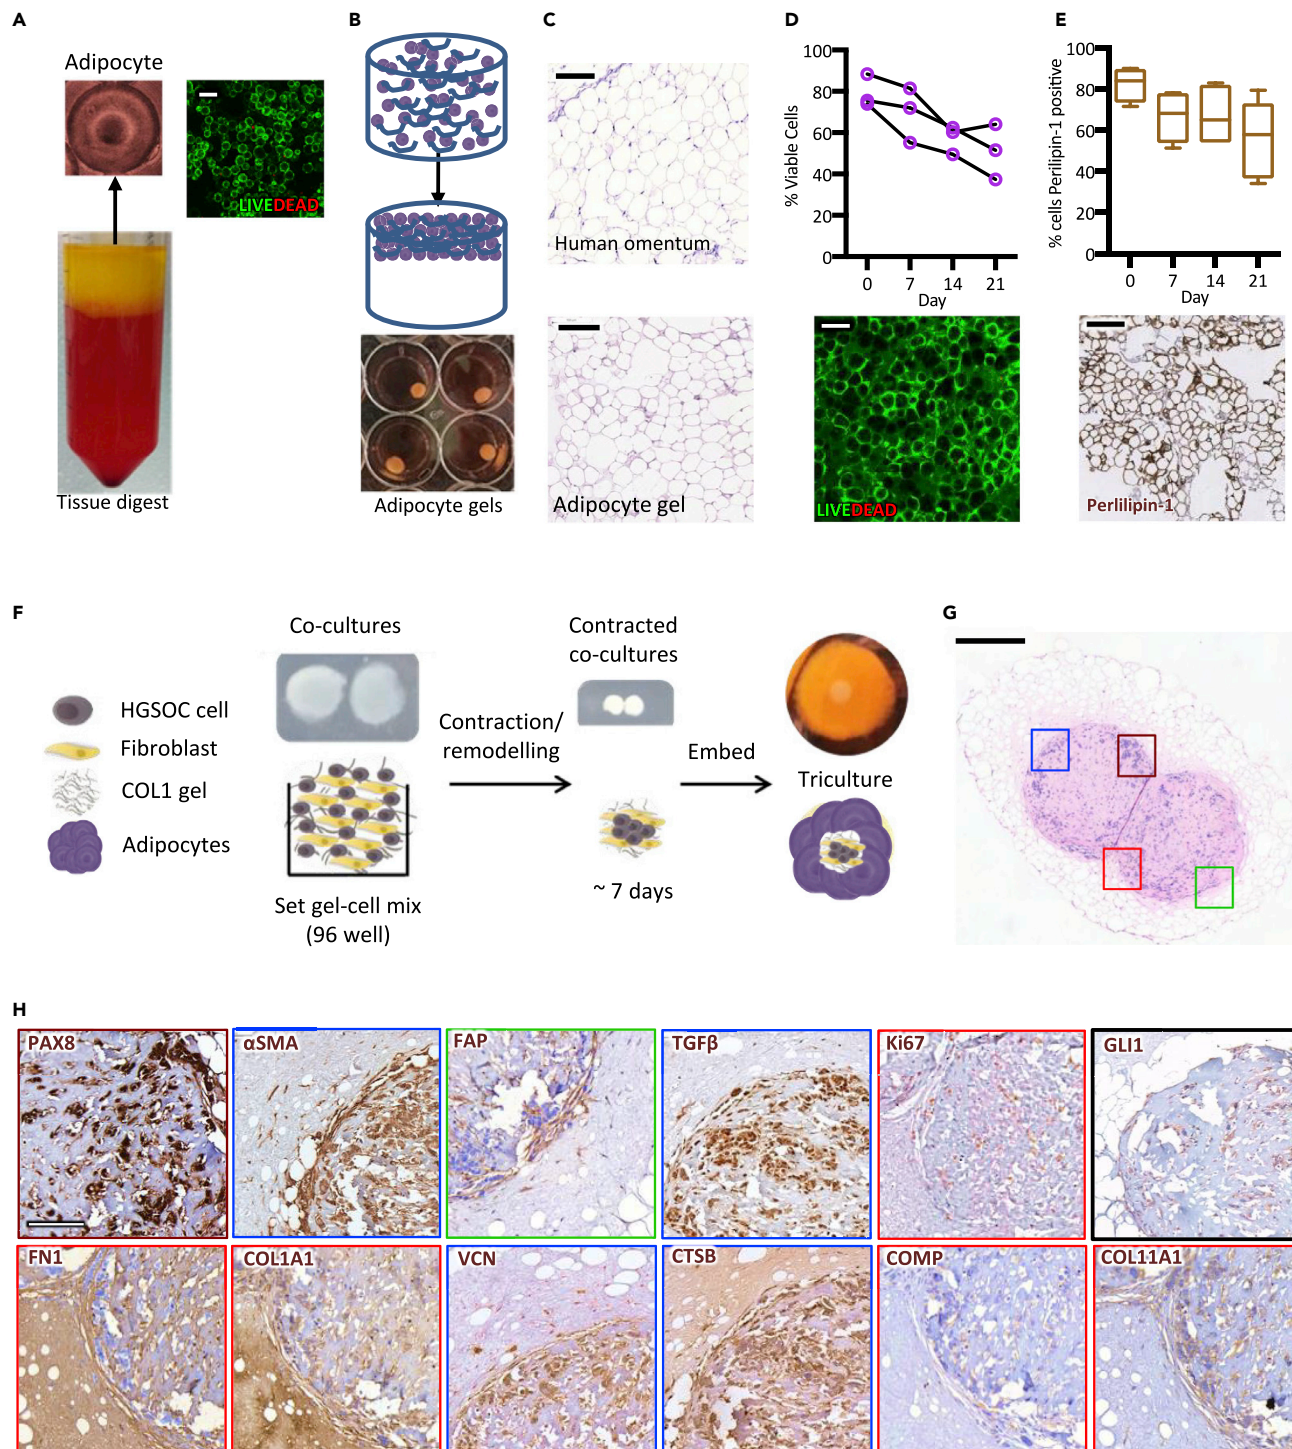 A
B
C
D
E
Adipocyte
LIVEDEAD
Tissue digest
Adipocyte gels
Human omentum
Adipocyte gel
% Viable Cells
100
80
60
40
20
0
0 7 14 21
Day
LIVEDEAD
% cells Perilipin-1 positive
100
80
60
40
20
0
0 7 14 21
Day
Perlilipin-1
F
G
HGSOC cell
Fibroblast
COL1 gel
Adipocytes
Co-cultures
Set gel-cell mix
(96 well)
Contraction/
remodelling
Contracted
co-cultures
~ 7 days
Embed
Triculture
H
PAX8
αSMA
FAP
TGFβ
Ki67
GLI1
FN1
COL1A1
VCN
CTSB
COMP
COL11A1